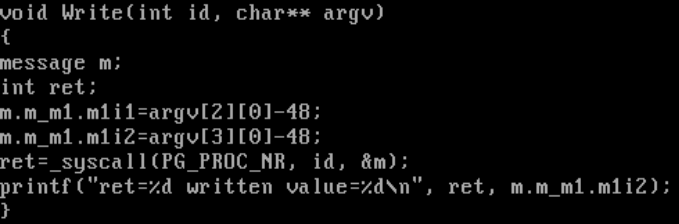 void Write(int id, char** argv)
{
message m;
int ret;
m.m_m1.m1i1=argv[2][0]-48;
m.m_m1.m1i2=argv[3][0]-48;
ret=_syscall(PG_PROC_NR, id, &m);
printf("ret=%d written value=%d\n", ret, m.m_m1.m1i2);
}